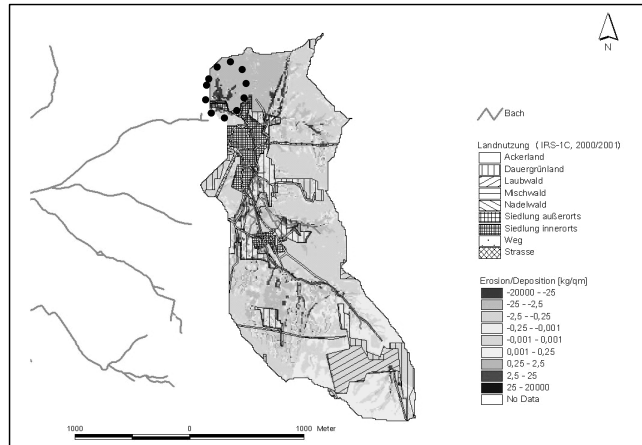 N
Bach
Landnutzung ( IRS-1C, 2000/2001)
Ackerland
Dauergrünland
Laubwald
Mischwald
Nadelwald
Siedlung außerorts
Siedlung innerorts
Weg
Strasse
Erosion/Deposition [kg/qm]
-20000 - -25
-25 - -2,5
-2,5 - -0,25
-0,25 - -0,001
-0,001 - 0,001
0,001 - 0,25
0,25 - 2,5
2,5 - 25
25 - 20000
No Data
1000 0 1000 Meter